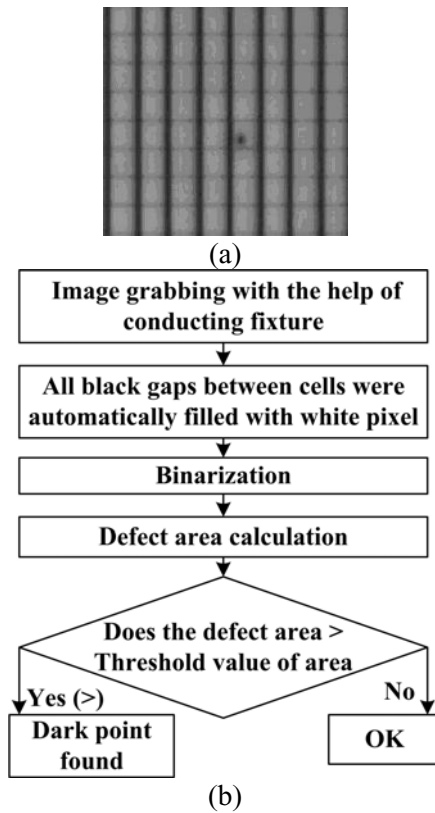 (a)
Image grabbing with the help of
conducting fixture
All black gaps between cells were
automatically filled with white pixel
Binarization
Defect area calculation
Does the defect area >
Threshold value of area
Yes (>)
No
Dark point
found
OK
(b)